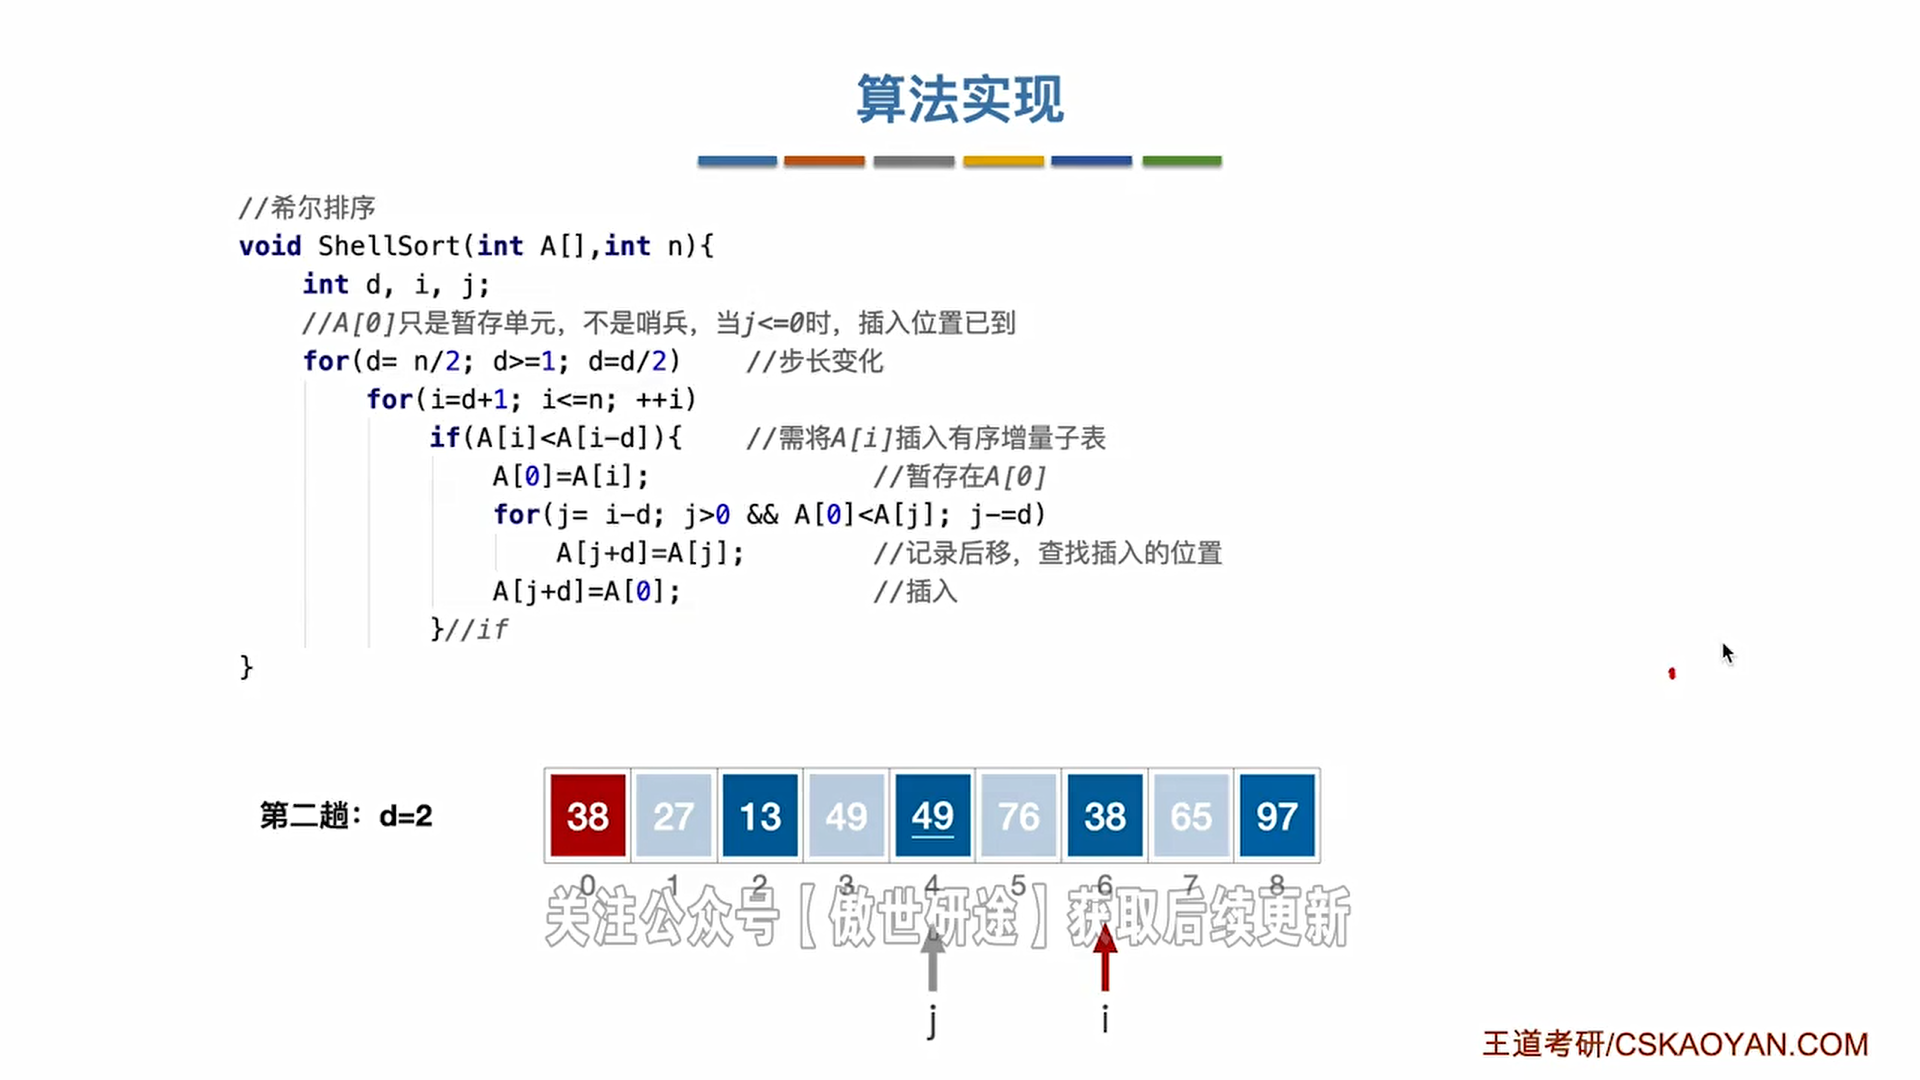 算法实现
//希尔排序
void ShellSort(int A[],int n){
int d, i, j;
//A[0]只是暂存单元，不是哨兵，当j<=0时，插入位置已到
for(d= n/2; d>=1; d=d/2) //步长变化
for(i=d+1; i<=n; ++i)
if(A[i]<A[i-d]){ //需将A[i]插入有序增量子表
A[0]=A[i]; //暂存在A[0]
for(j= i-d; j>0 && A[0]<A[j]; j-=d)
A[j+d]=A[j]; //记录后移，查找插入的位置
A[j+d]=A[0]; //插入
}//if
}
第二趟：d=2
38 27 13 49 49 76 38 65 97
0 1 2 3 4 5 6 7 8
关注公众号【傲世研途】获取后续更新
j i
王道考研/CSKAOYAN.COM